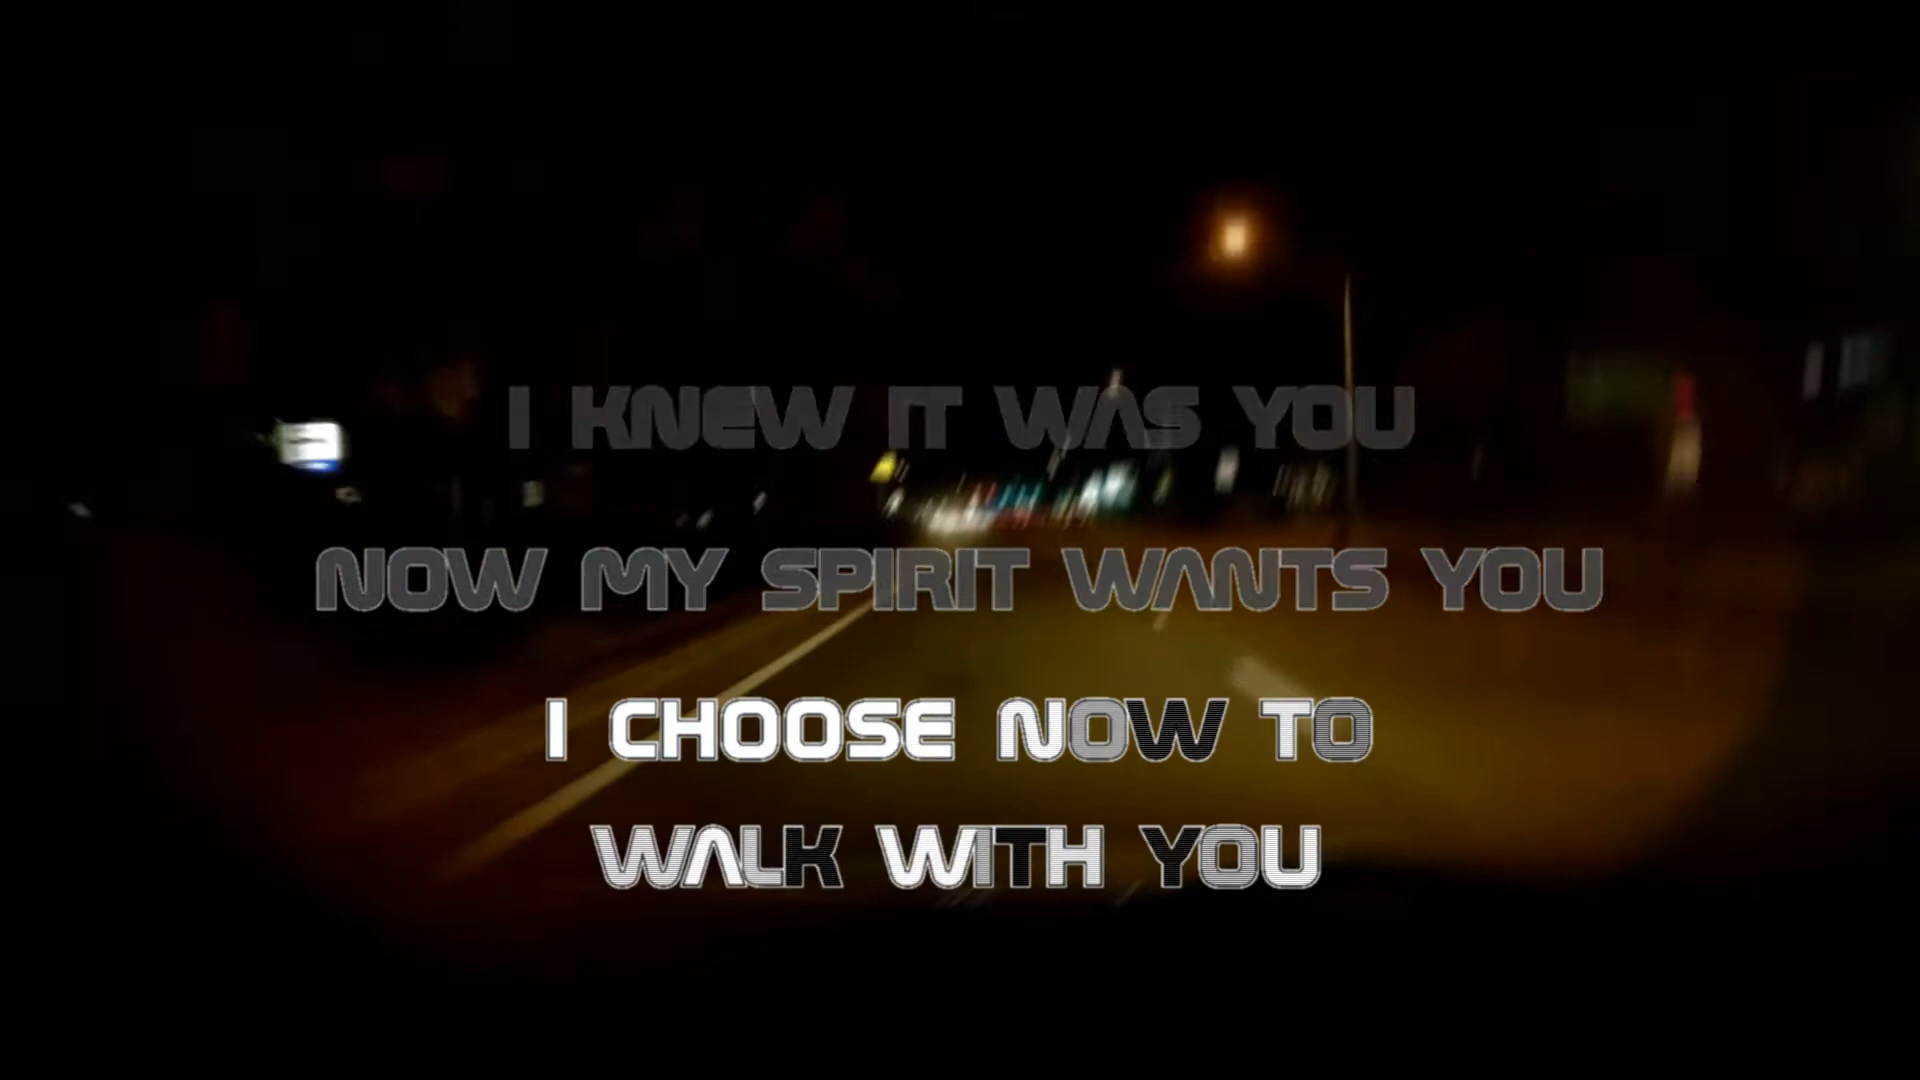 I KNEW IT WAS YOU
NOW MY SPIRIT WANTS YOU
I CHOOSE NOW TO
WALK WITH YOU